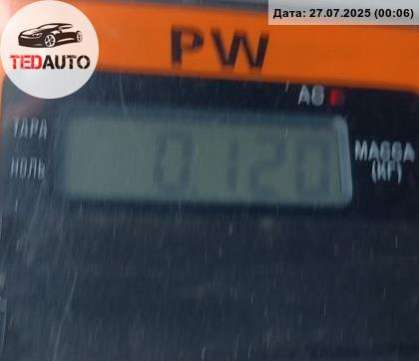 Дата: 27.07.2025 (00:06)
TEDAUTO
PW
ТАРА
НОЛЬ
0.120
МАССА
(КГ)